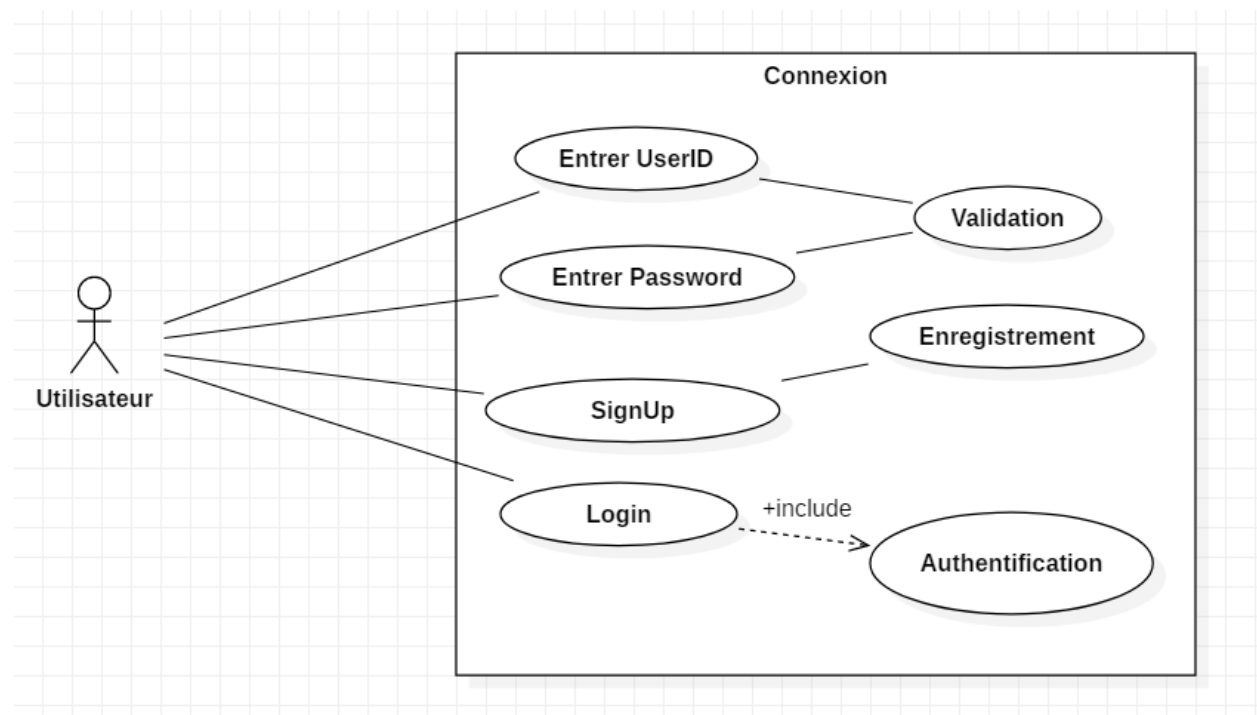 Connexion
Entrer UserID
Validation
Entrer Password
Enregistrement
Utilisateur
SignUp
Login
+include
Authentification